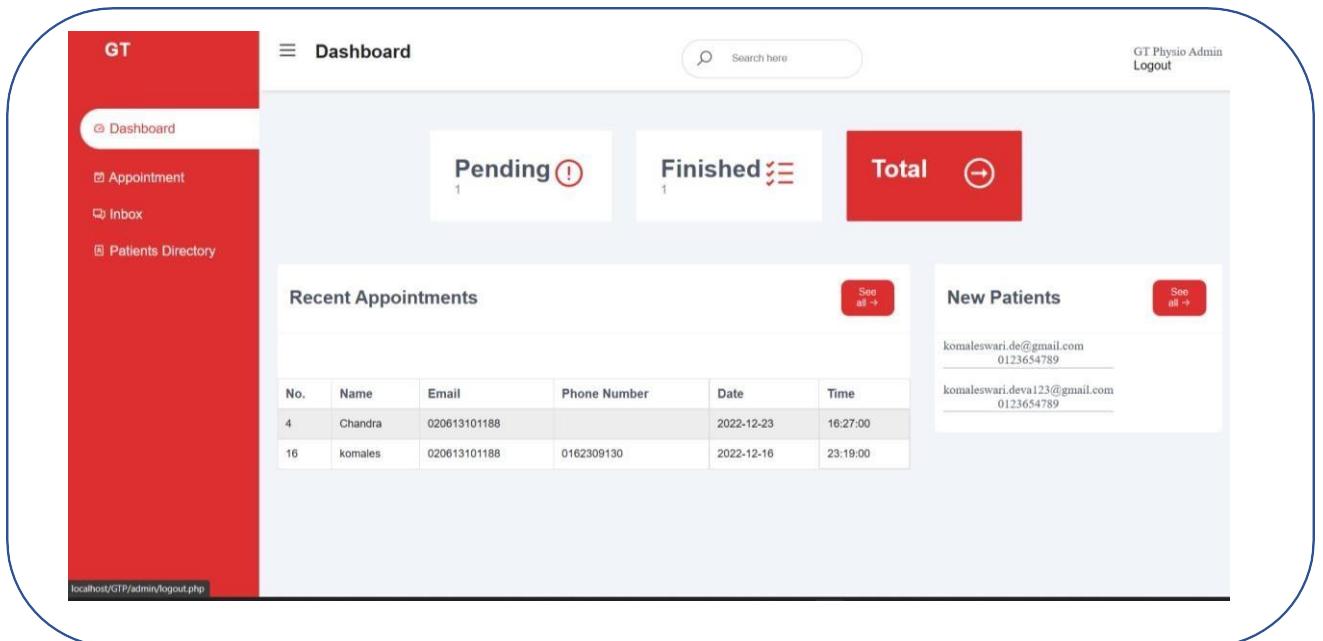 GT
Dashboard
Search here
GT Physio Admin
Logout
Dashboard
Appointment
Inbox
Patients Directory
Pending
1
Finished
1
Total
Recent Appointments
See
all →
New Patients
See
all →
komaleswari.de@gmail.com
0123654789
komaleswari.deva123@gmail.com
0123654789
No. Name Email Phone Number Date Time
4 Chandra 020613101188 2022-12-23 16:27:00
16 komales 020613101188 0162309130 2022-12-16 23:19:00
localhost/GTP/admin/logout.php